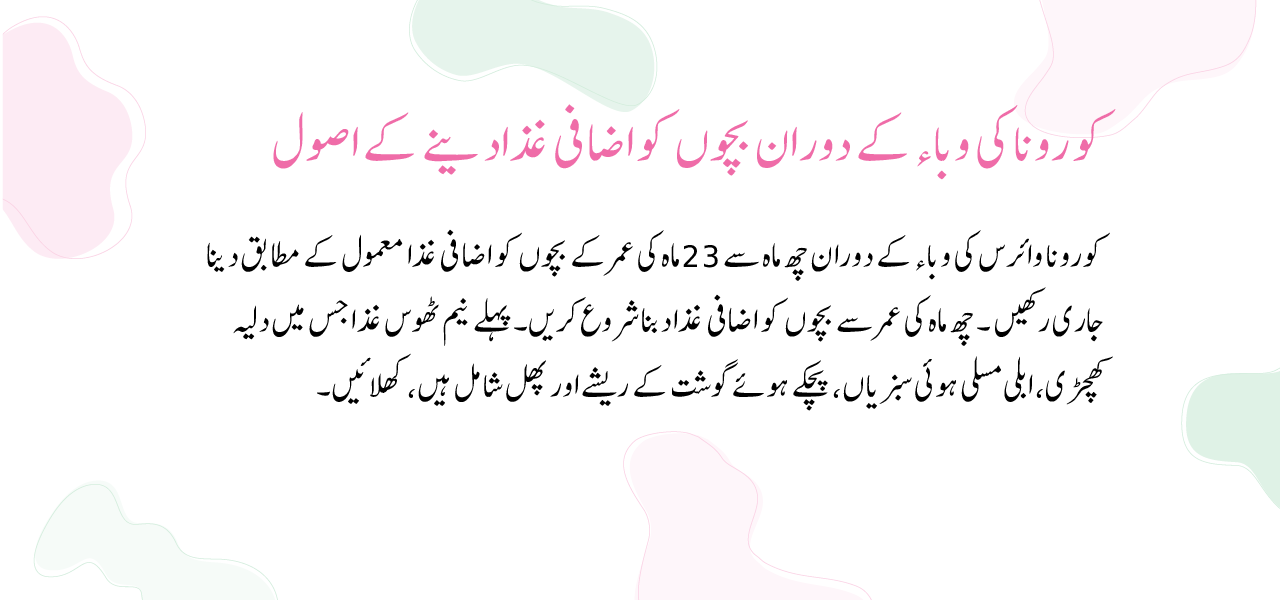 کورونا کی وباء کے دوران بچوں کو اضافی غذا دینے کے اصول
کورونا وائرس کی وباء کے دوران چھ ماہ سے 23 ماہ کی عمر کے بچوں کو اضافی غذا معمول کے مطابق دینا
جاری رکھیں۔ چھ ماہ کی عمر سے بچوں کو اضافی غذا دبنا شروع کریں۔ پہلے نیم ٹھوس غذا جس میں دلیہ
کھچڑی، ابلی مسلی ہوئی سبزیاں، پچکے ہوئے گوشت کے ریشے اور پھل شامل ہیں، کھلائیں۔